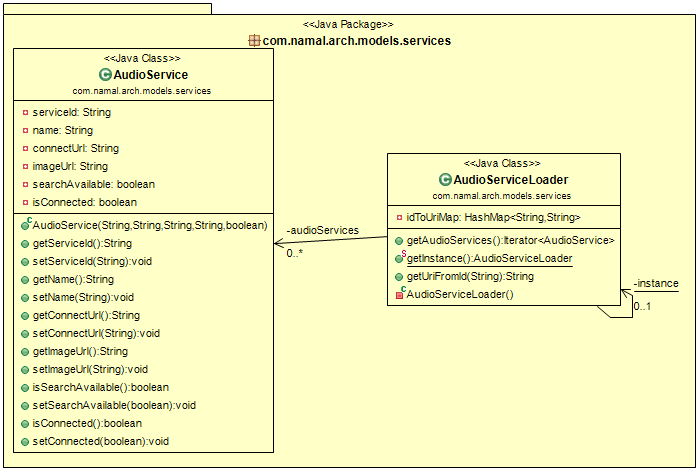 <<Java Package>>
com.namal.arch.models.services
<<Java Class>>
AudioService
com.namal.arch.models.services
serviceId: String
name: String
connectUrl: String
imageUrl: String
searchAvailable: boolean
isConnected: boolean
AudioService(String,String,String,String,boolean)
getServiceId():String
setServiceId(String):void
getName():String
setName(String):void
getConnectUrl():String
setConnectUrl(String):void
getImageUrl():String
setImageUrl(String):void
isSearchAvailable():boolean
setSearchAvailable(boolean):void
isConnected():boolean
setConnected(boolean):void
-audioServices
0..*
<<Java Class>>
AudioServiceLoader
com.namal.arch.models.services
idToUriMap: HashMap<String,String>
getAudioServices():Iterator<AudioService>
getInstance():AudioServiceLoader
getUriFromId(String):String
AudioServiceLoader()
-instance
0..1